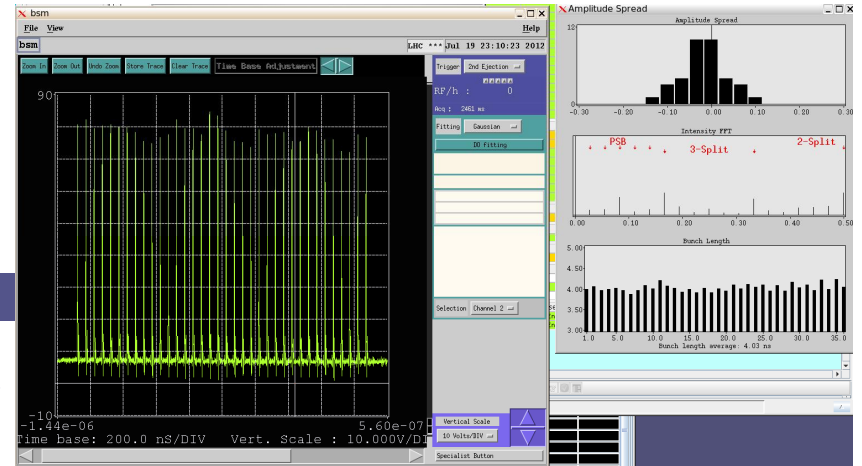 bsm
File View Help
bsm
LHC *** Jul 19 23:10:23 2012
Zoom In Zoom Out Undo Zoom Store Trace Clear Trace Time Base Adjustment
Trigger 2nd Ejection
RF/h : 0
Acq : 2461 ms
Fitting Gaussian
DO Fitting
Selection Channel 2
Vertical Scale
10 Volts/DIV
Specialist Button
90
-10
-1.44e-06 5.60e-07
Time base: 200.0 nS/DIV Vert. Scale : 10.000V/DI
Amplitude Spread
Amplitude Spread
12
0
-0.30 -0.20 -0.10 0.00 0.10 0.20 0.30
Intensity FFT
PSB 3-Split 2-Split
0.00 0.10 0.20 0.30 0.40 0.50
Bunch Length
5.00
4.50
4.00
3.50
3.00
1.0 5.0 10.0 15.0 20.0 25.0 30.0 35.0
Bunch length average: 4.03 ns